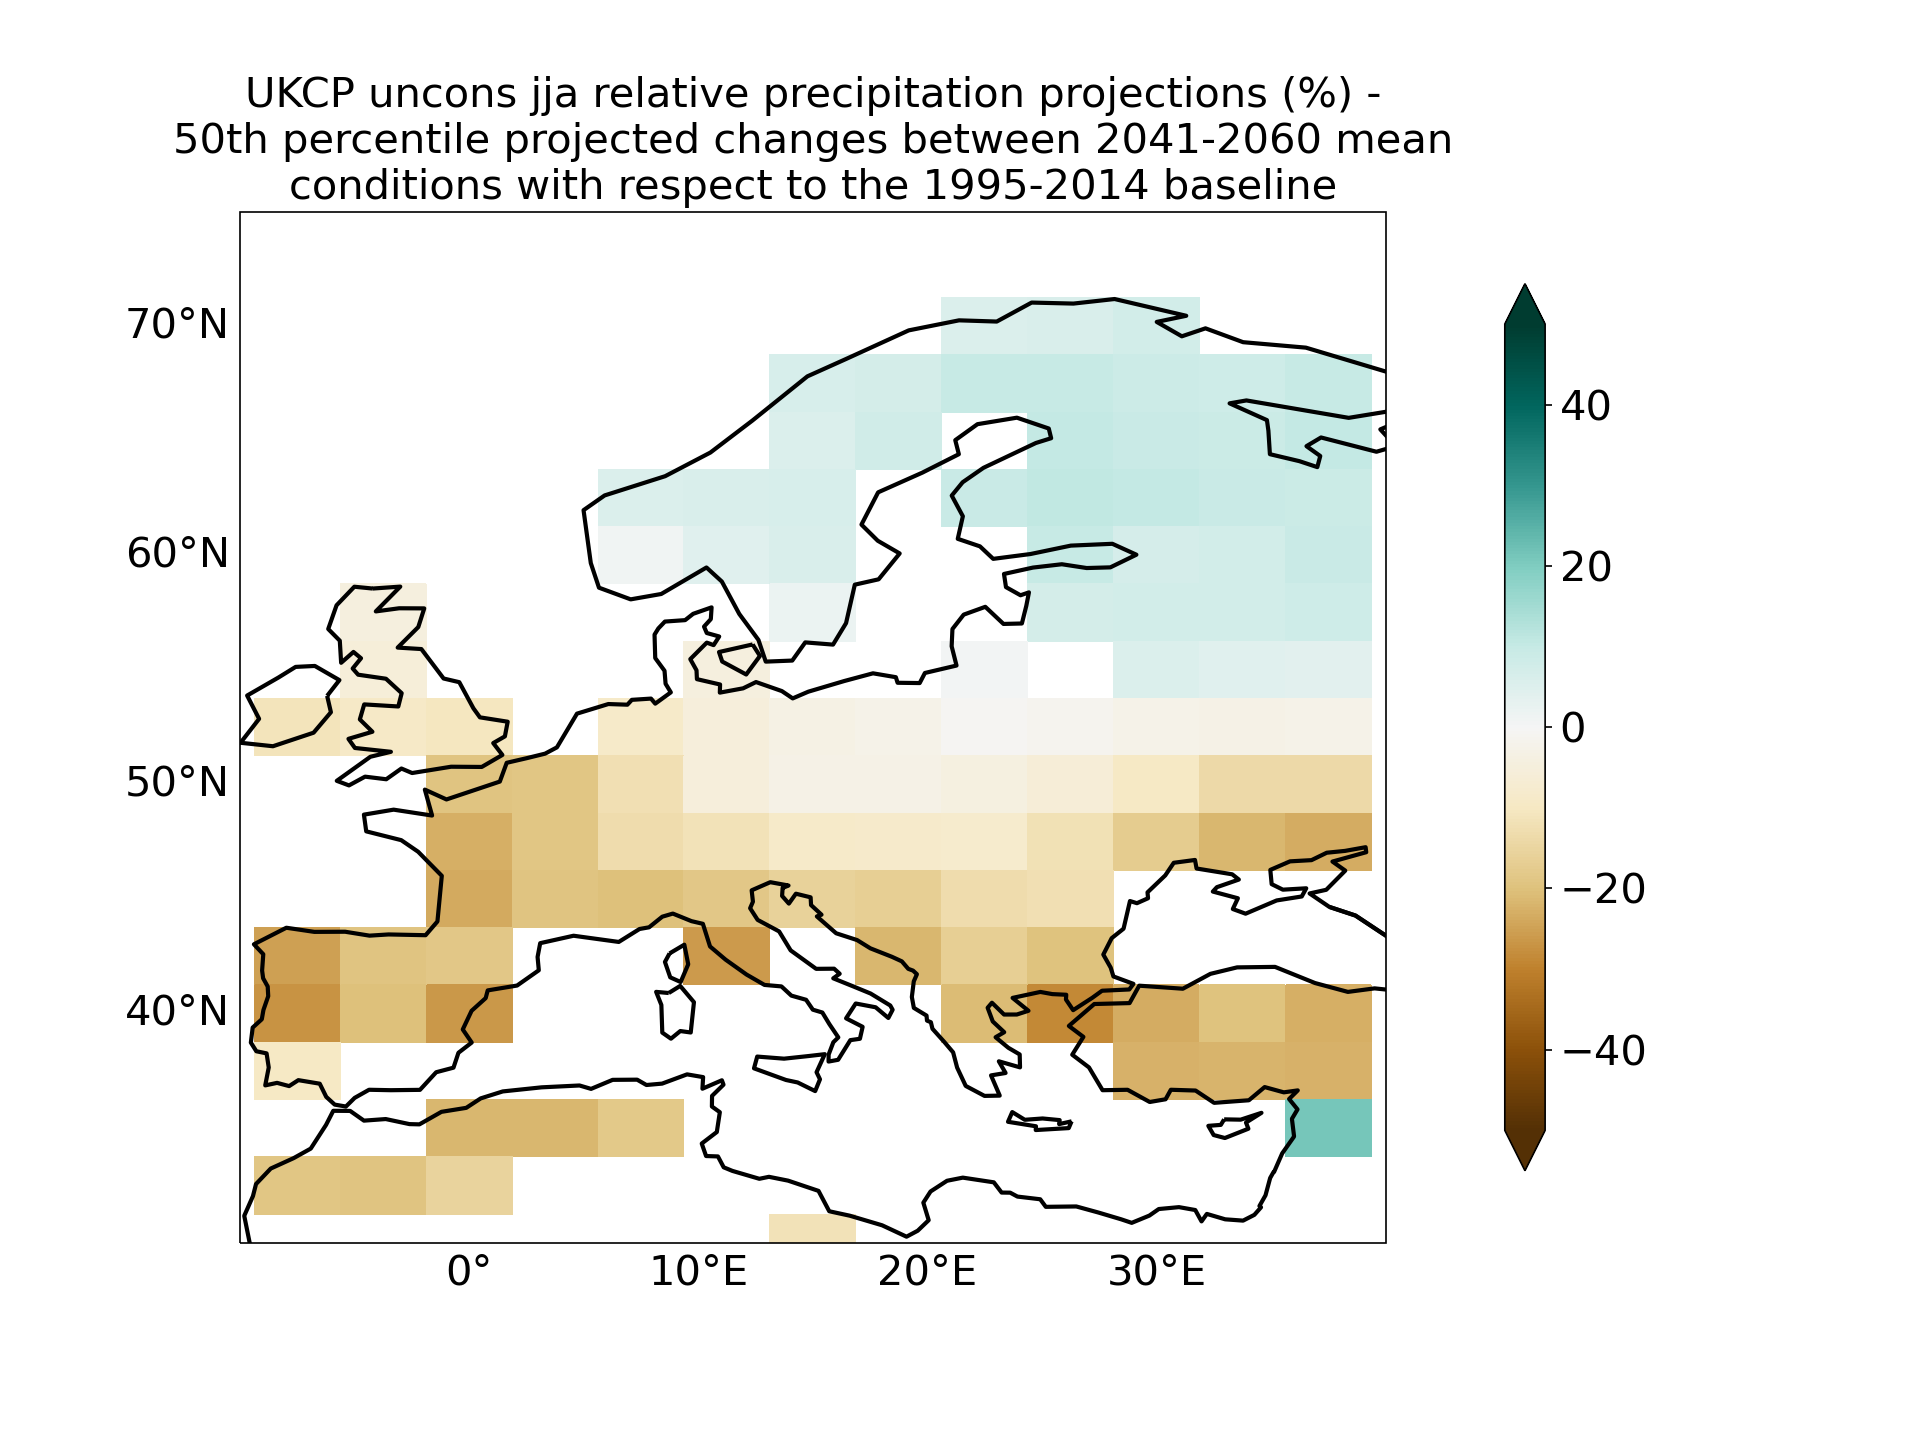 UKCP uncons jja relative precipitation projections (%) -
50th percentile projected changes between 2041-2060 mean
conditions with respect to the 1995-2014 baseline
70°N
60°N
50°N
40°N
0°
10°E
20°E
30°E
40
20
0
−20
−40